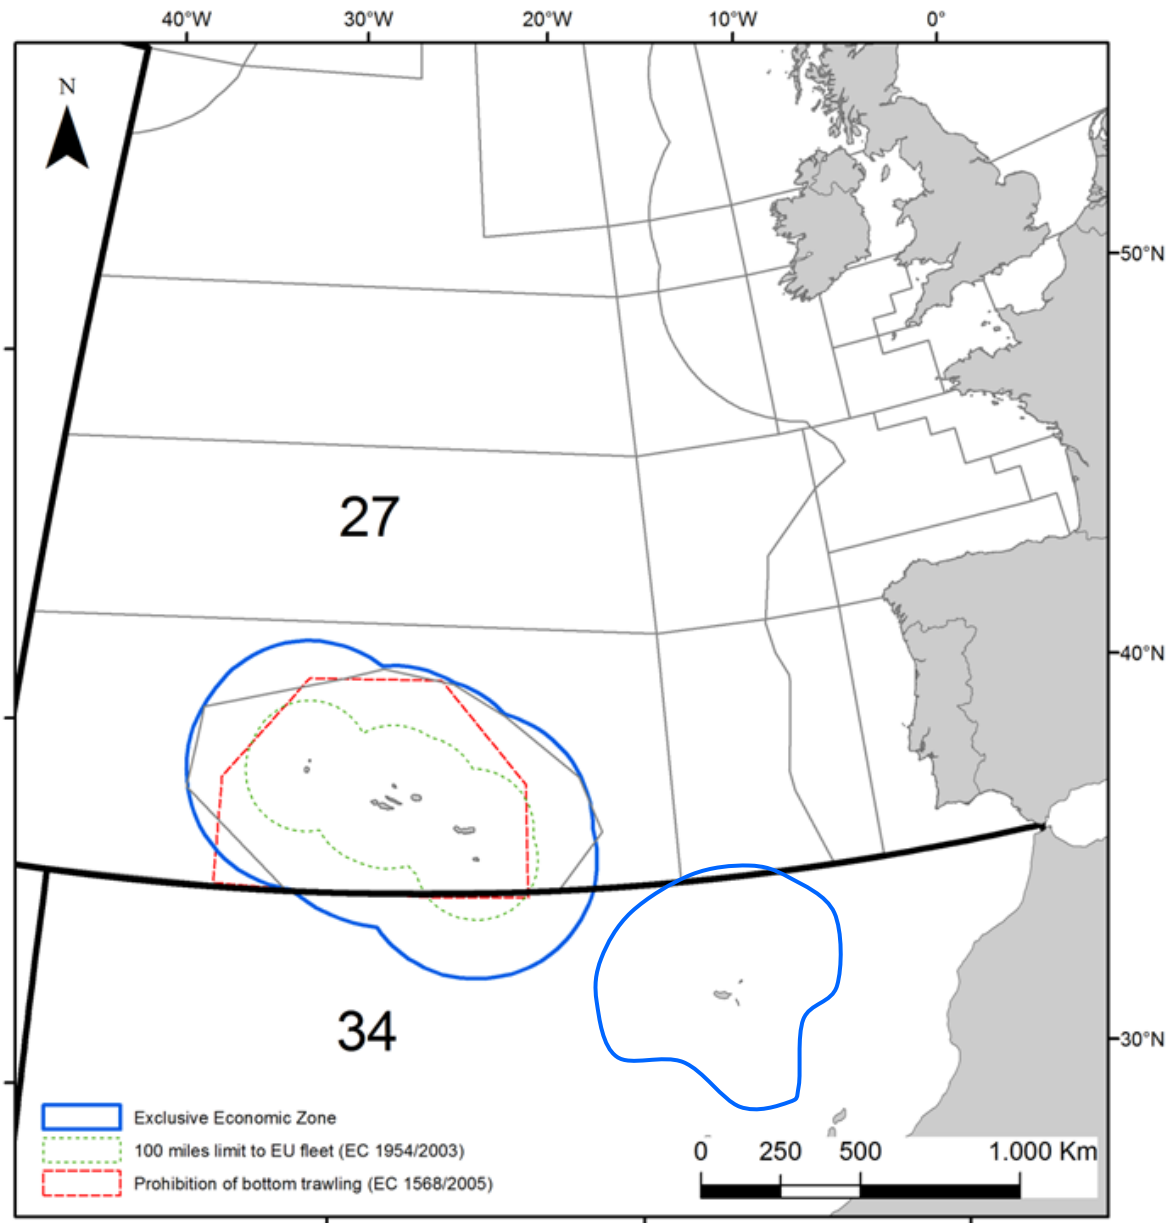 40°W 30°W 20°W 10°W 0°
N
50°N
27
40°N
34
30°N
Exclusive Economic Zone
100 miles limit to EU fleet (EC 1954/2003)
Prohibition of bottom trawling (EC 1568/2005)
0 250 500 1.000 Km